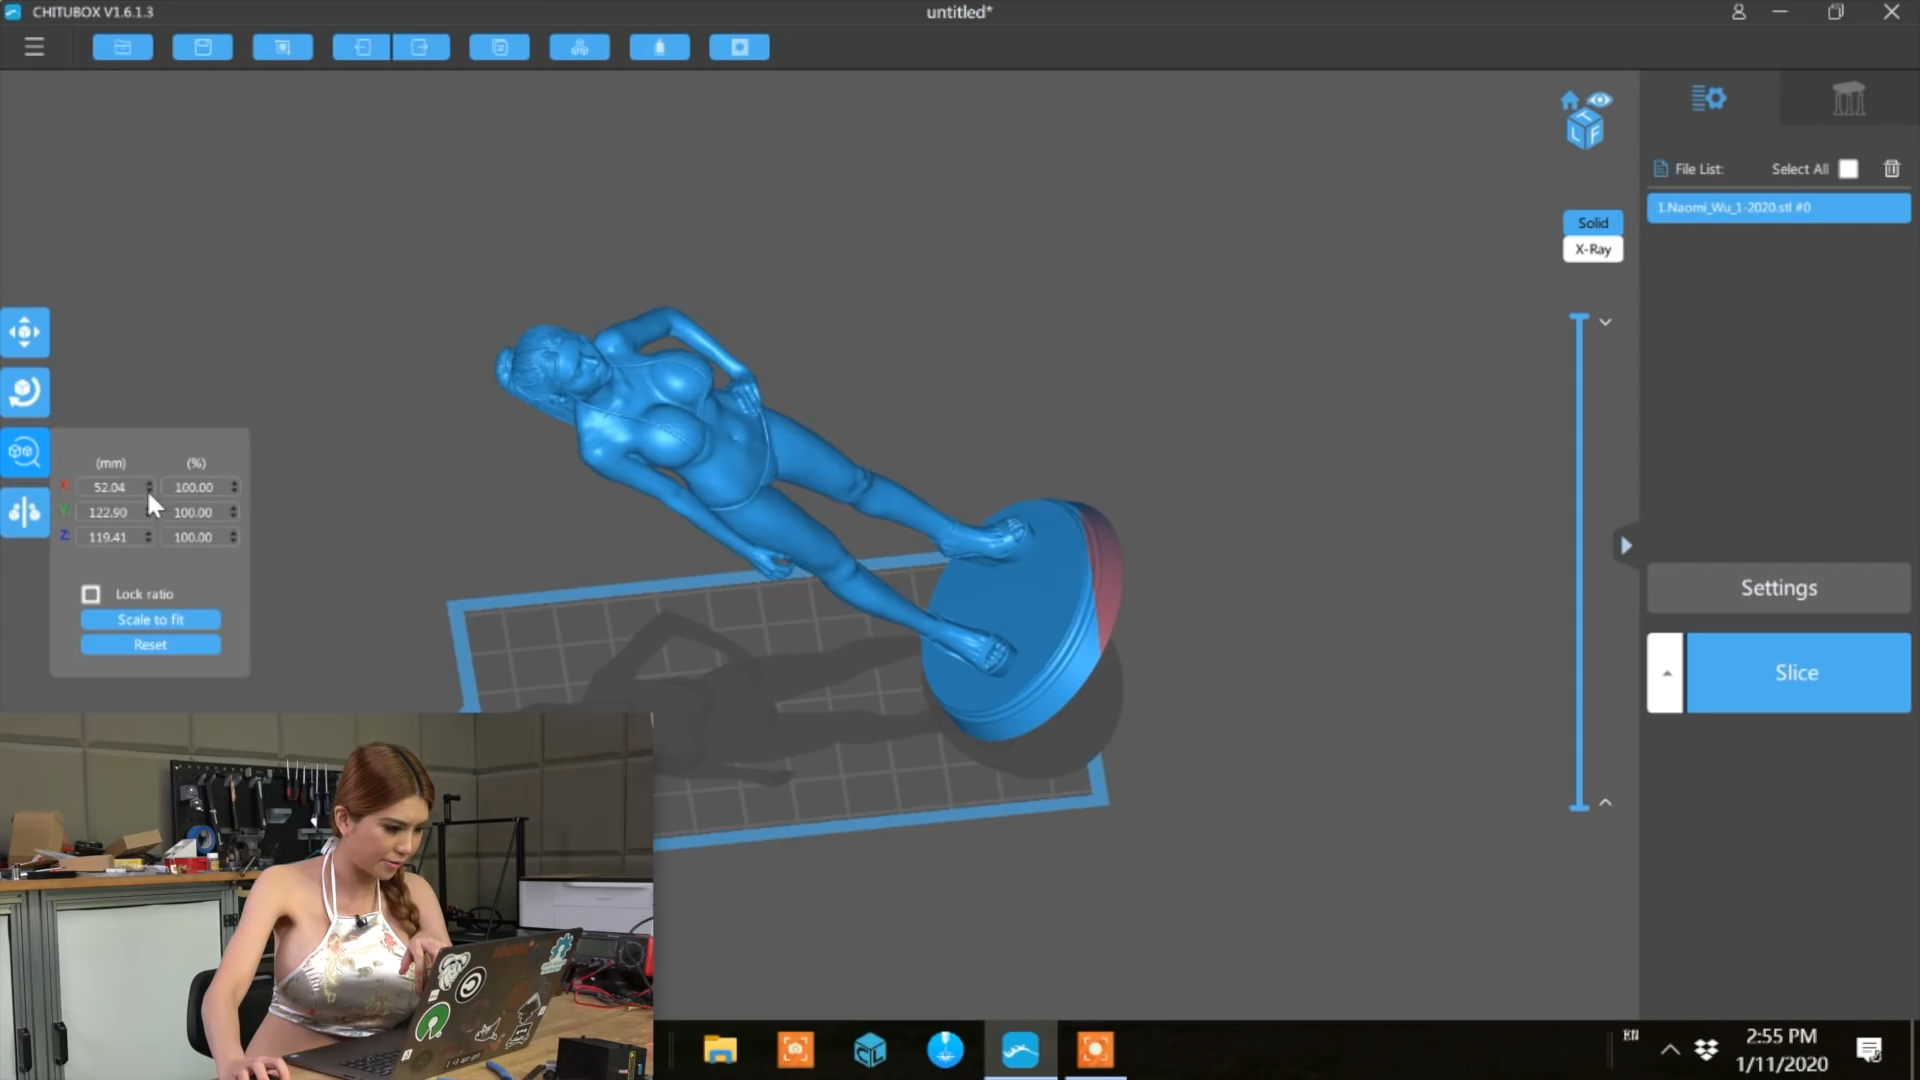 CHITUBOX V1.6.1.3
untitled*
T
L F
File List:
Select All
1.Naomi_Wu_1-2020.stl #0
Solid
X-Ray
(mm) (%)
X: 52.04 100.00
Y: 122.90 100.00
Z: 119.41 100.00
Lock ratio
Scale to fit
Reset
Settings
Slice
CL
EN
2:55 PM
1/11/2020